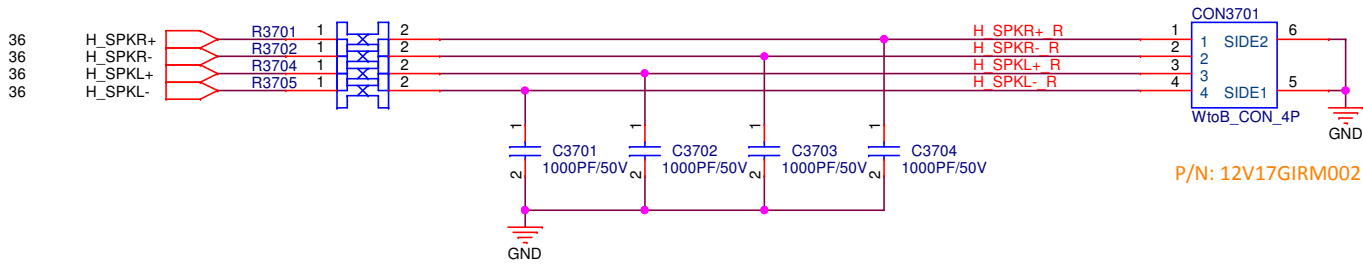 CON3701
36 H_SPKR+ R3701 1 2 H_SPKR+_R 1 1 SIDE2 6
36 H_SPKR- R3702 1 2 H_SPKR-_R 2 2
36 H_SPKL+ R3704 1 2 H_SPKL+_R 3 3
36 H_SPKL- R3705 1 2 H_SPKL-_R 4 4 SIDE1 5
WtoB_CON_4P
GND
1 1 1 1
C3701 C3702 C3703 C3704
1000PF/50V 1000PF/50V 1000PF/50V 1000PF/50V
2 2 2 2
P/N: 12V17GIRM002
GND